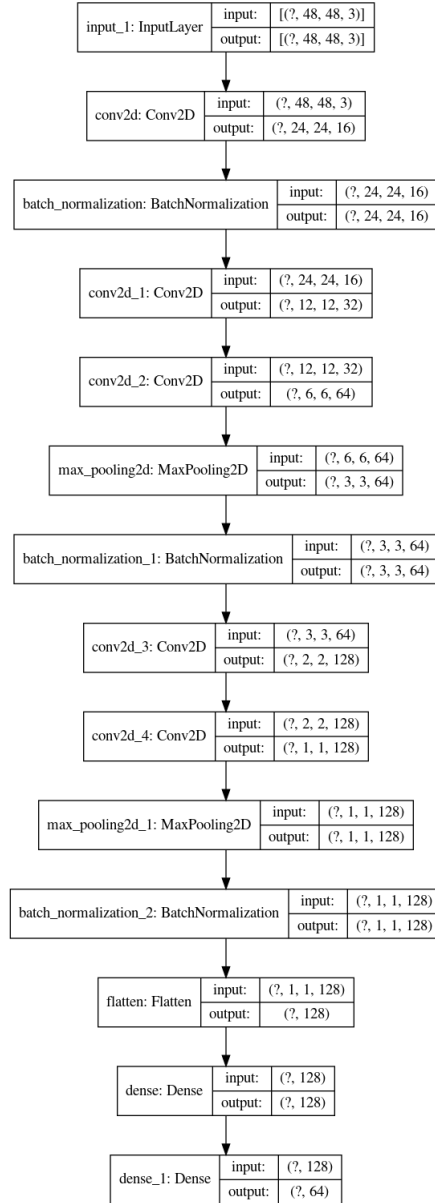 input_1: InputLayer
input: [(?, 48, 48, 3)]
output: [(?, 48, 48, 3)]
conv2d: Conv2D
input: (?, 48, 48, 3)
output: (?, 24, 24, 16)
batch_normalization: BatchNormalization
input: (?, 24, 24, 16)
output: (?, 24, 24, 16)
conv2d_1: Conv2D
input: (?, 24, 24, 16)
output: (?, 12, 12, 32)
conv2d_2: Conv2D
input: (?, 12, 12, 32)
output: (?, 6, 6, 64)
max_pooling2d: MaxPooling2D
input: (?, 6, 6, 64)
output: (?, 3, 3, 64)
batch_normalization_1: BatchNormalization
input: (?, 3, 3, 64)
output: (?, 3, 3, 64)
conv2d_3: Conv2D
input: (?, 3, 3, 64)
output: (?, 2, 2, 128)
conv2d_4: Conv2D
input: (?, 2, 2, 128)
output: (?, 1, 1, 128)
max_pooling2d_1: MaxPooling2D
input: (?, 1, 1, 128)
output: (?, 1, 1, 128)
batch_normalization_2: BatchNormalization
input: (?, 1, 1, 128)
output: (?, 1, 1, 128)
flatten: Flatten
input: (?, 1, 1, 128)
output: (?, 128)
dense: Dense
input: (?, 128)
output: (?, 128)
dense_1: Dense
input: (?, 128)
output: (?, 64)